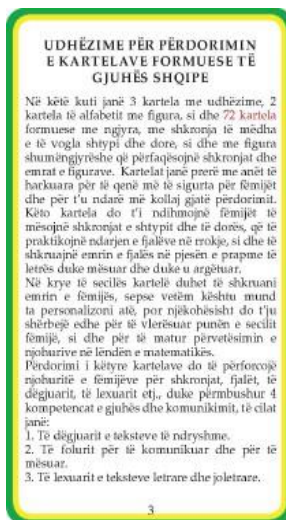 UDHËZIME PËR PËRDORIMIN
E KARTELAVE FORMUESE TË
GJUHËS SHQIPE
Në këtë kuti janë 3 kartela me udhëzime, 2
kartela të alfabetit me figura, si dhe 72 kartela
formuese me ngjyra, me shkronja të mëdha
e të vogla shtypi dhe dore, si dhe me figura
shumëngjyrëshe që përfaqësojnë shkronjat dhe
emrat e figurave. Kartelat janë prerë me anët të
harkuara për të qenë më të sigurta për fëmijët
dhe për t'u ndarë më kollaj gjatë përdorimit.
Këto kartela do t'i ndihmojnë fëmijët të
mësojnë shkronjat e shtypit dhe të dorës, që të
praktikojnë ndarjen e fjalëve në rrokje, si dhe të
shkruajnë emrin e fjalës në pjesën e prapme të
letrës duke mësuar dhe duke u argëtuar.
Në krye të secilës kartelë duhet të shkruani
emrin e fëmijës, sepse vetëm kështu mund
ta personalizoni atë, por njëkohësisht do t'ju
shërbejë edhe për të vlerësuar punën e secilit
fëmijë, si dhe për të matur përvetësimin e
njohurive në lëndën e matematikës.
Përdorimi i këtyre kartelave do të përforcojë
njohuritë e fëmijëve për shkronjat, fjalët, të
dëgjuarit, të lexuarit etj., duke përmbushur 4
kompetencat e gjuhës dhe komunikimit, të cilat
janë:
1. Të dëgjuarit e teksteve të ndryshme.
2. Të folurit për të komunikuar dhe për të
mësuar.
3. Të lexuarit e teksteve letrare dhe joletrare.
3